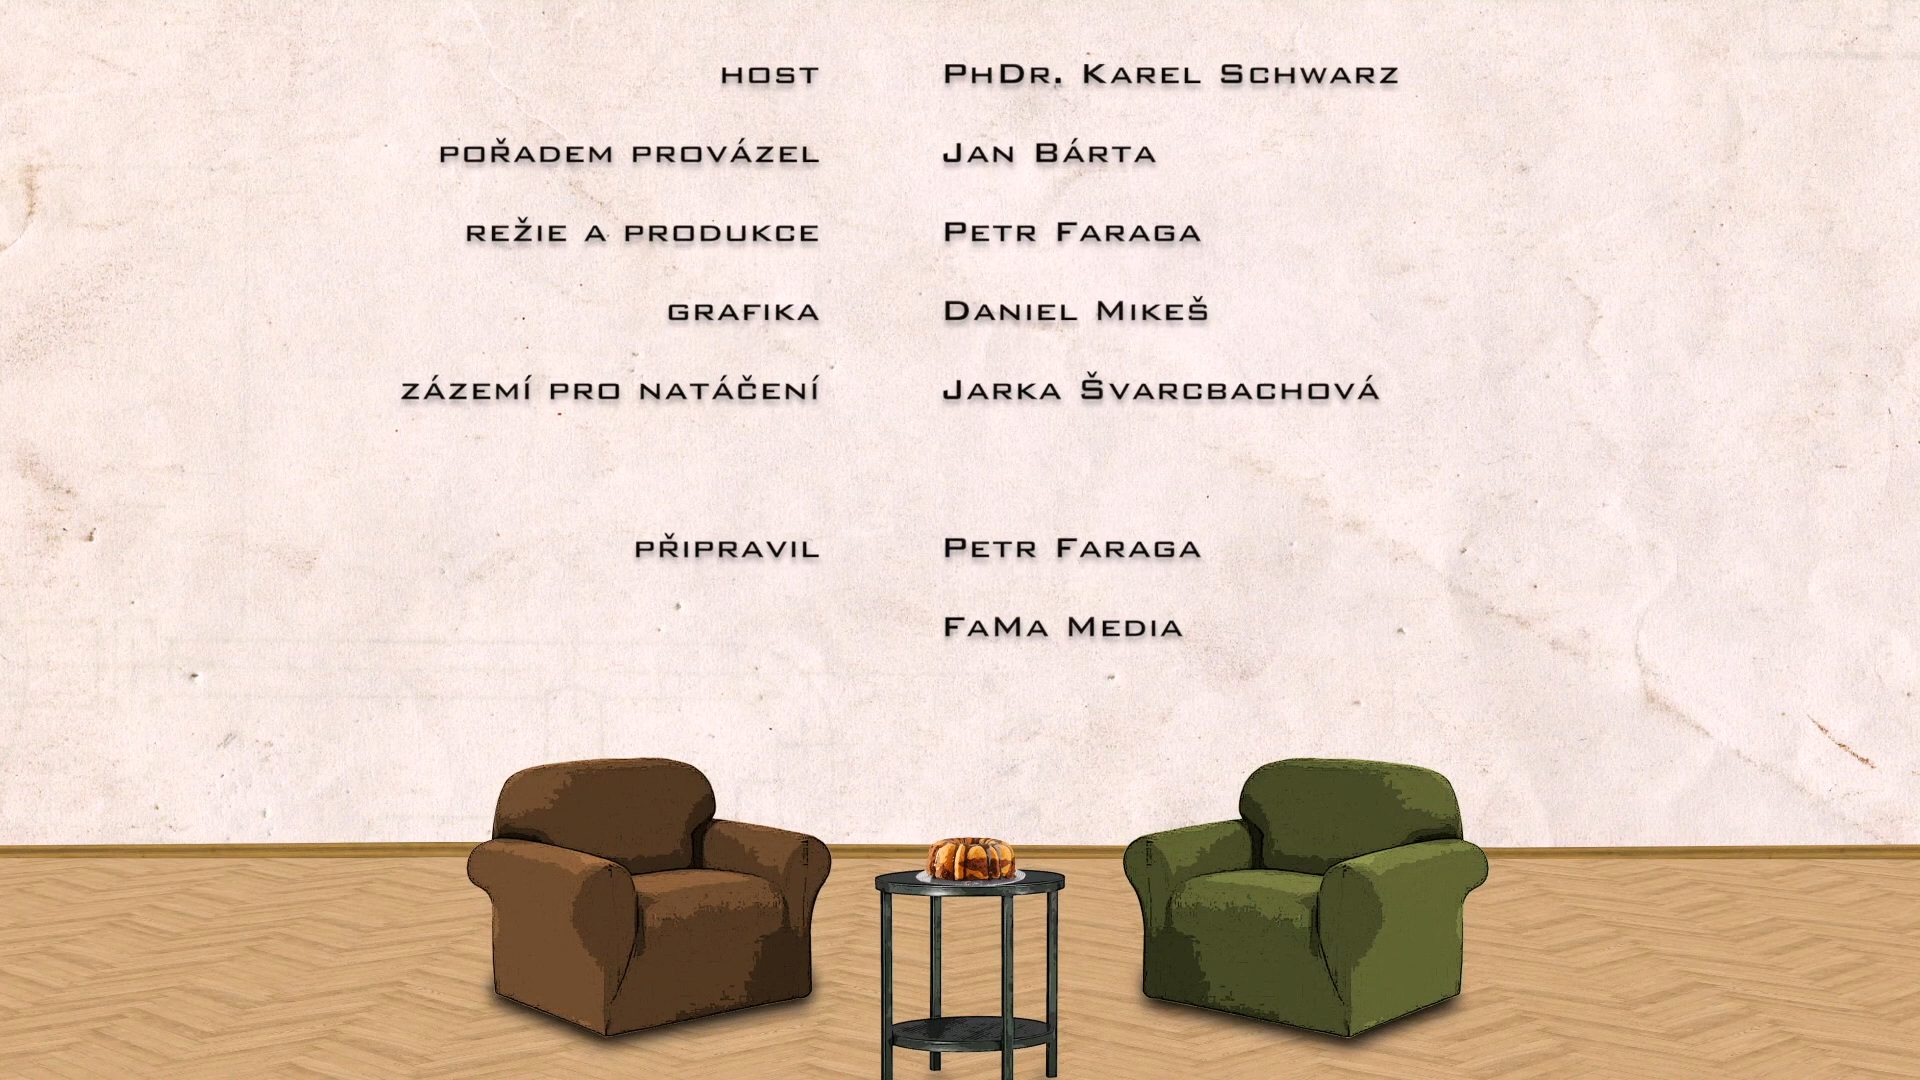 HOST PhDr. Karel Schwarz
POŘADEM PROVÁZEL Jan Bárta
REŽIE A PRODUKCE Petr Faraga
GRAFIKA Daniel Mikeš
ZÁZEMÍ PRO NATÁČENÍ Jarka Švarcbachová
PŘIPRAVIL Petr Faraga
FaMa Media